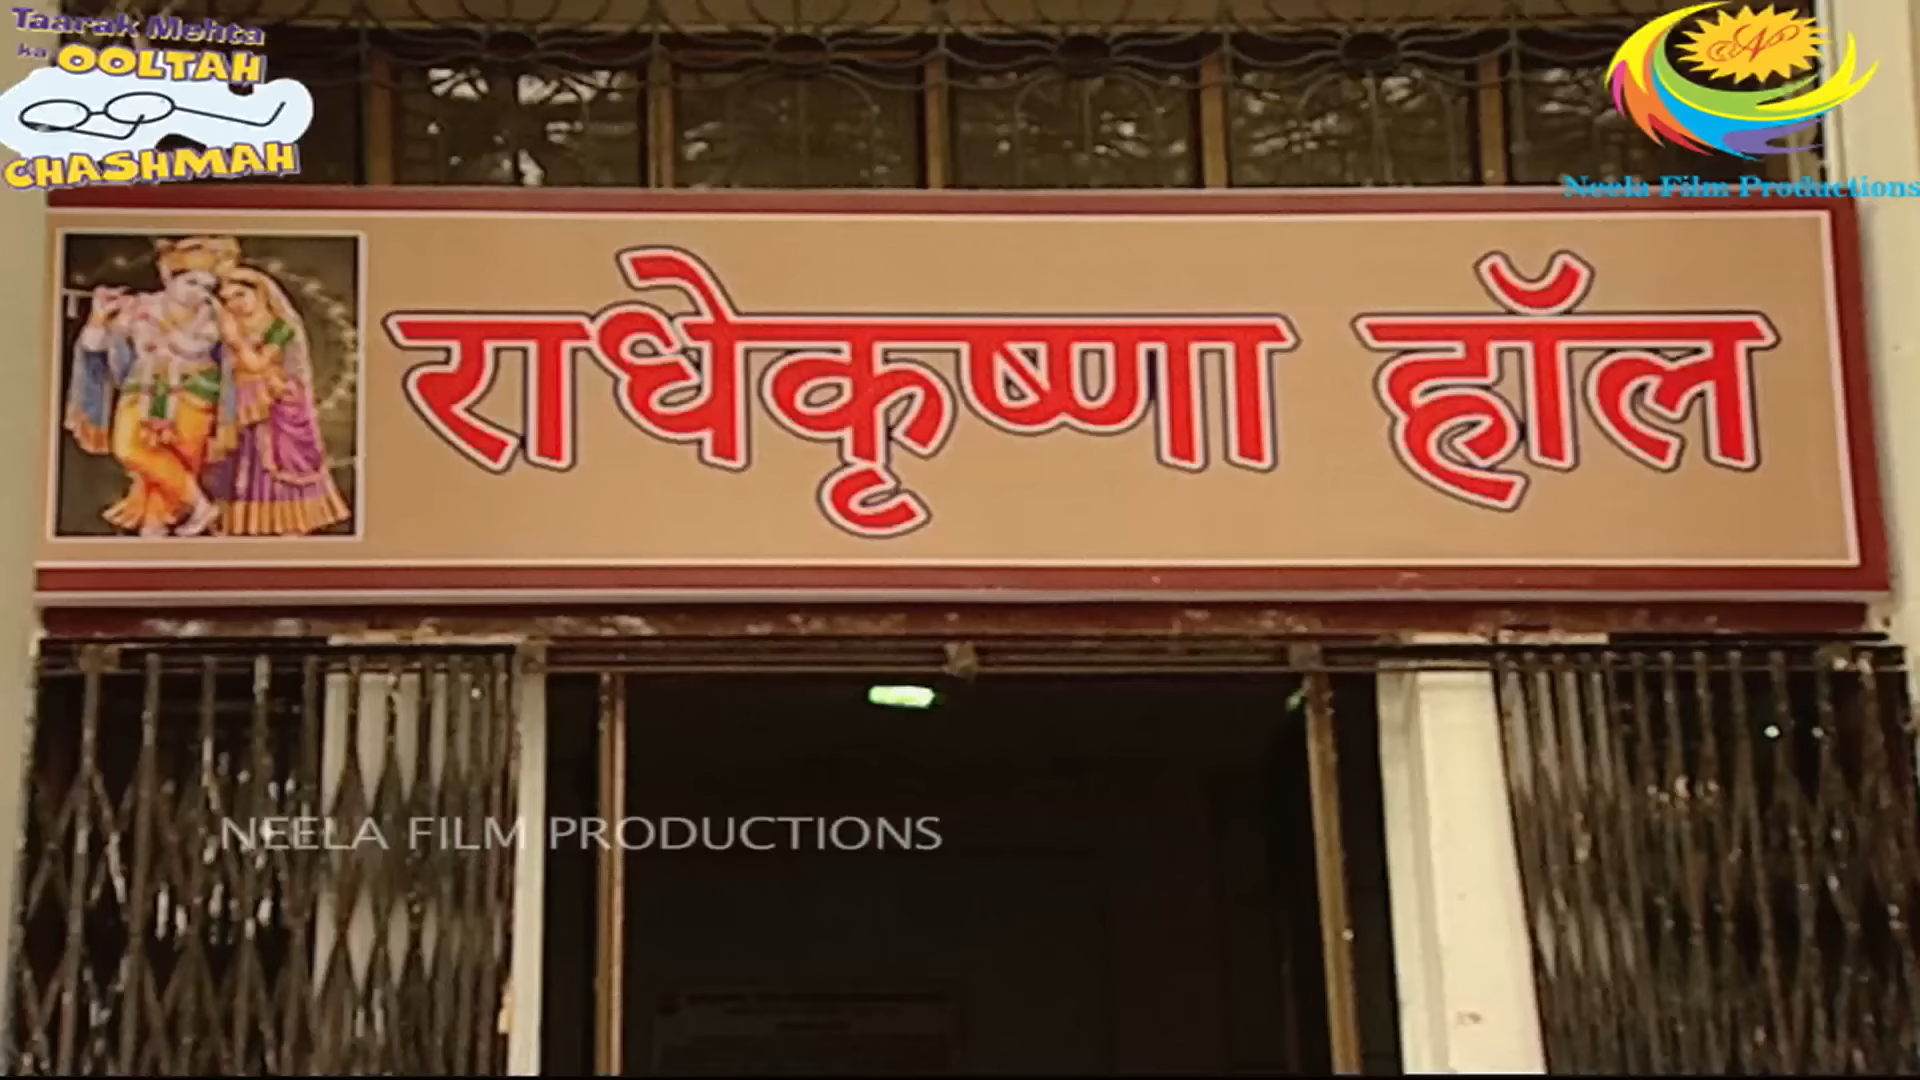 Taarak Mehta
ka OOLTAH
CHASHMAH
Neela Film Productions
राधेकृष्णा हॉल
NEELA FILM PRODUCTIONS